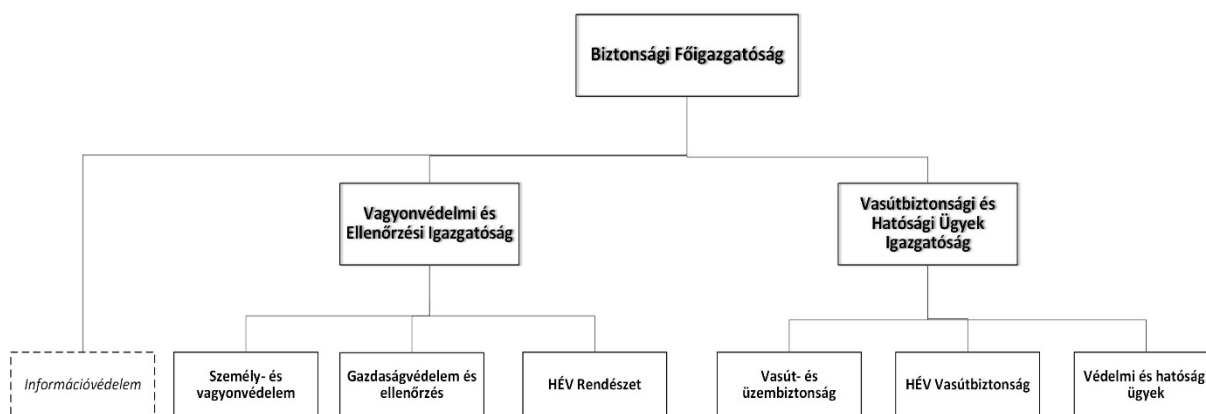 Biztonsági Főigazgatóság
Vagyonvédelmi és
Ellenőrzési Igazgatóság
Vasútbiztonsági és
Hatósági Ügyek
Igazgatóság
Információvédelem
Személy- és
vagyonvédelem
Gazdaságvédelem és
ellenőrzés
HÉV Rendészet
Vasút- és
üzembiztonság
HÉV Vasútbiztonság
Védelmi és hatóság
ügyek